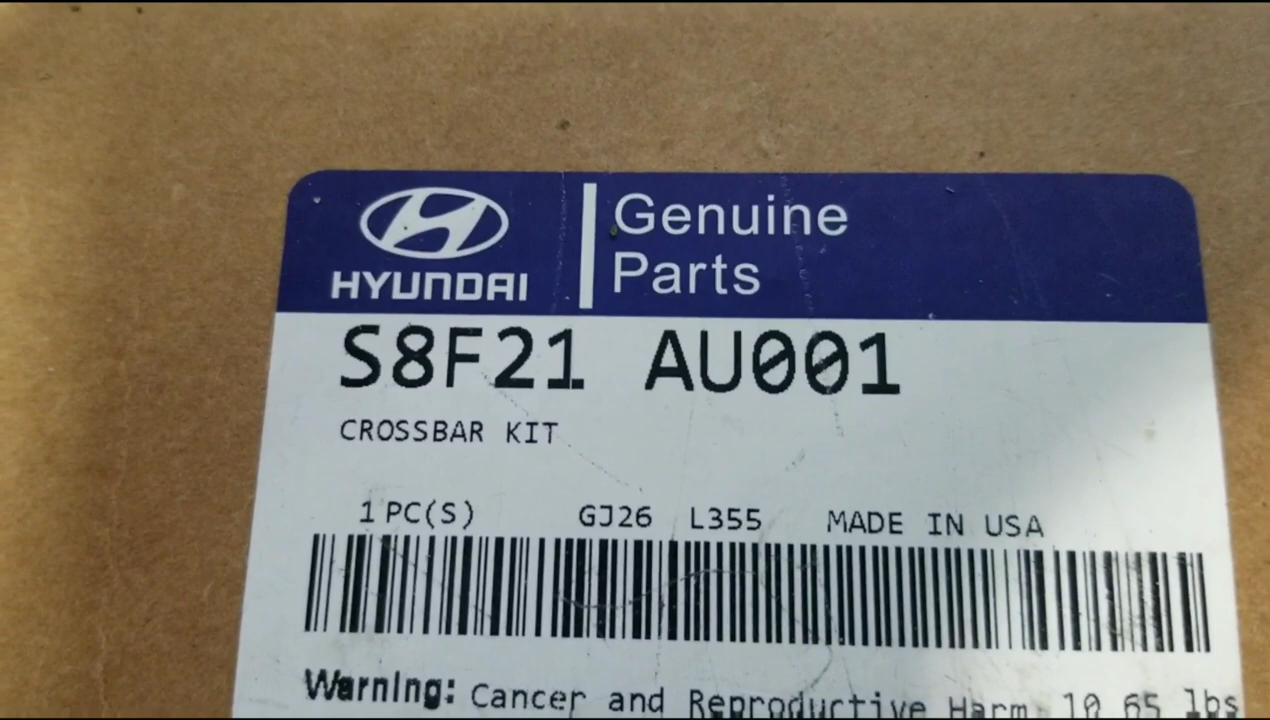 HYUNDAI
Genuine
Parts
S8F21 AU001
CROSSBAR KIT
1 PC(S) GJ26 L355 MADE IN USA
Warning: Cancer and Reproductive Harm 10.65 lbs